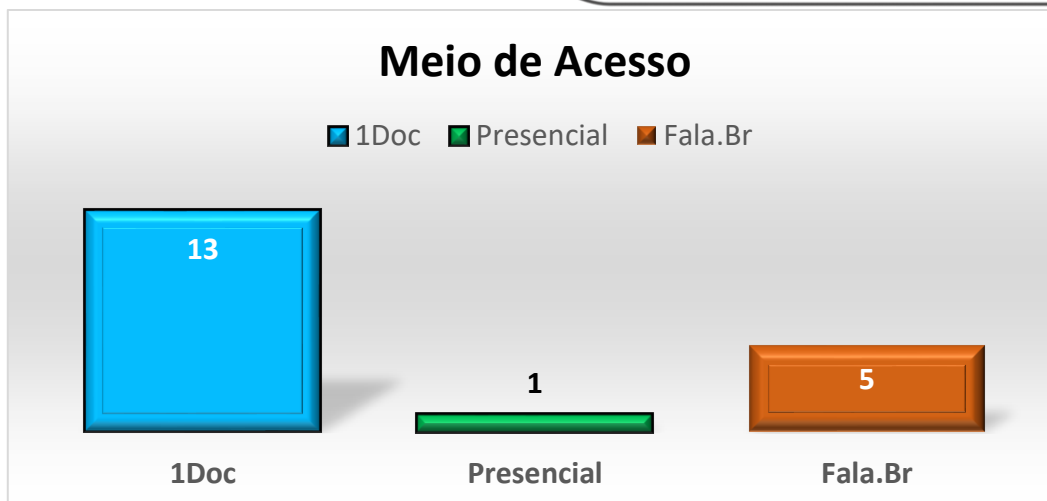 Meio de Acesso
1Doc Presencial Fala.Br
13
1
5
1Doc Presencial Fala.Br